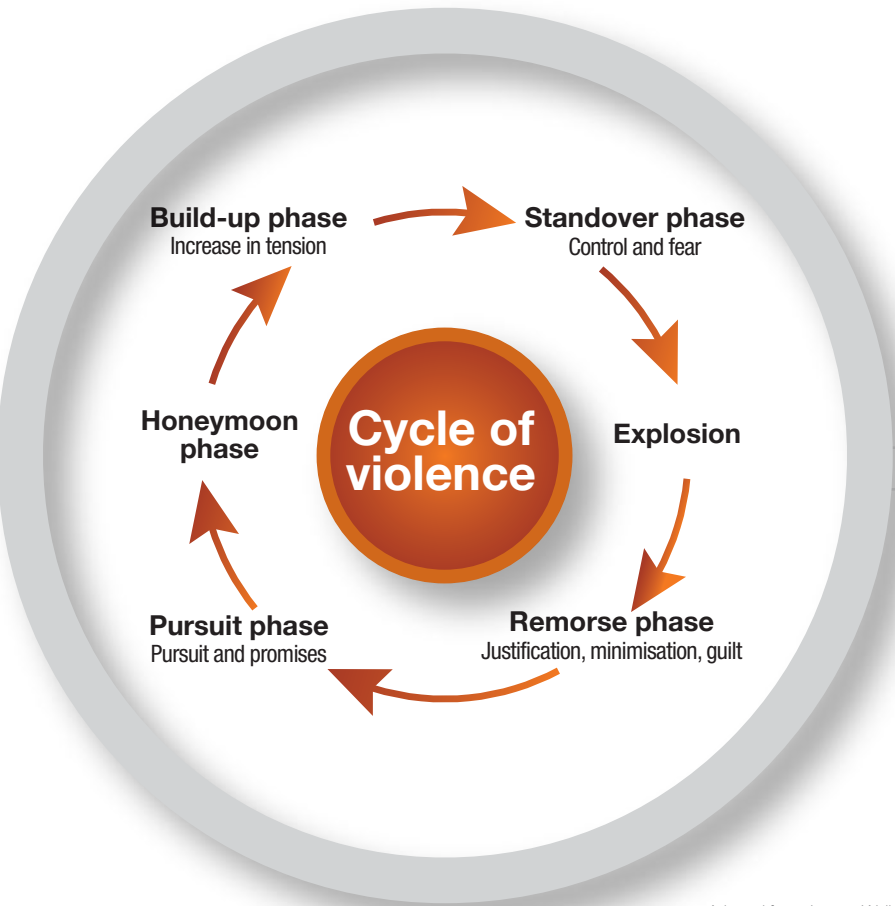 Build-up phase
Increase in tension
Standover phase
Control and fear
Explosion
Remorse phase
Justification, minimisation, guilt
Pursuit phase
Pursuit and promises
Honeymoon
phase
Cycle of
violence